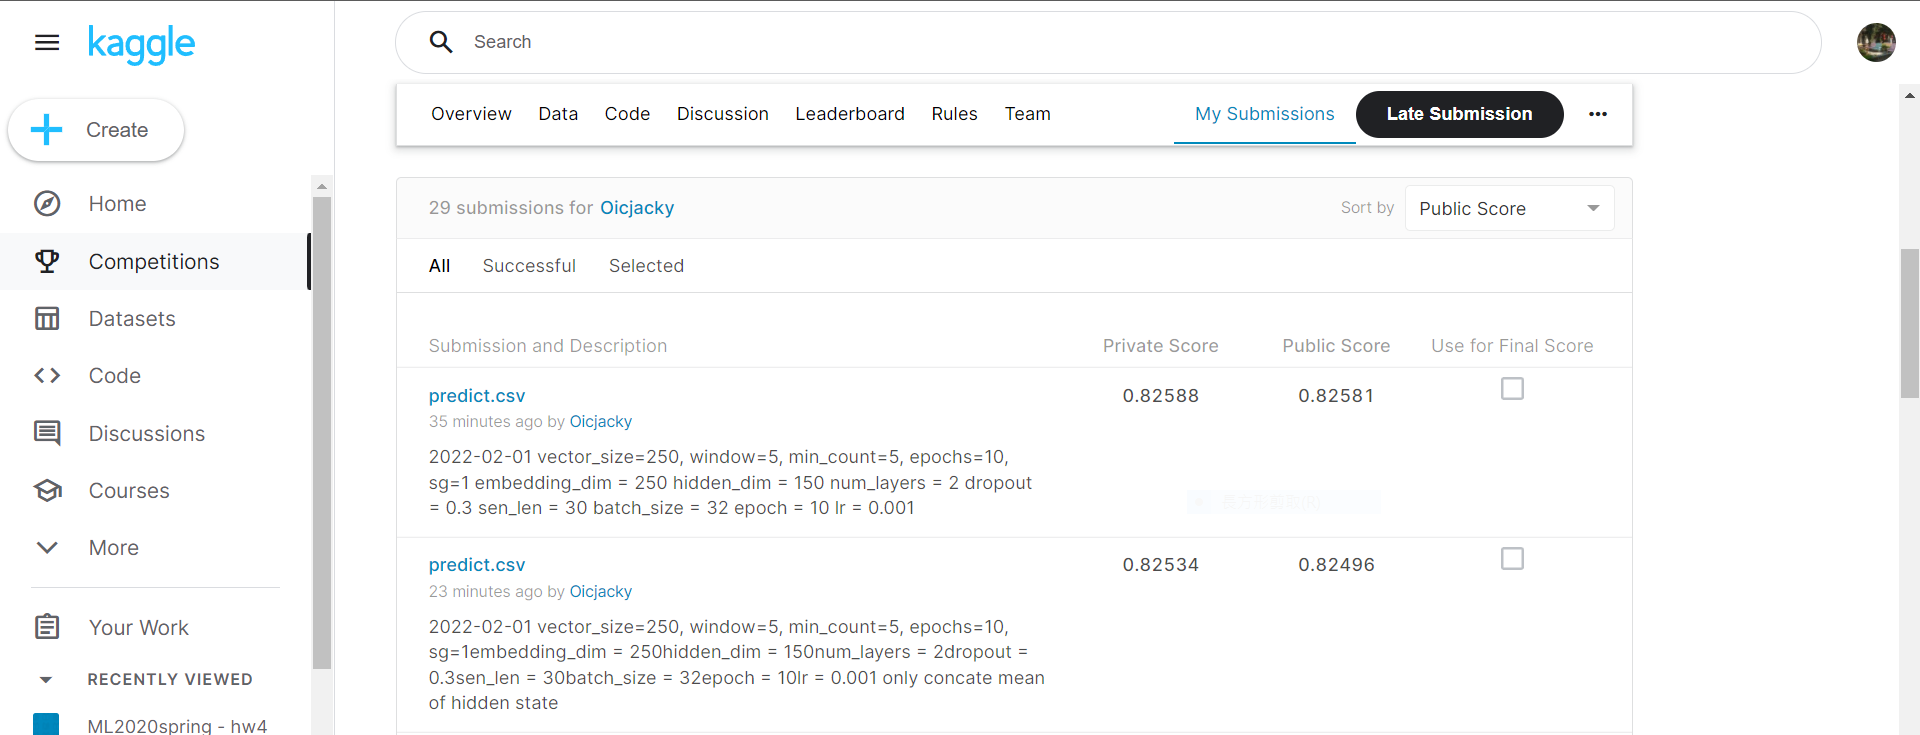 kaggle
Search
Create
Home
Competitions
Datasets
Code
Discussions
Courses
More
Your Work
RECENTLY VIEWED
ML2020spring - hw4
Overview Data Code Discussion Leaderboard Rules Team My Submissions Late Submission
29 submissions for Oicjacky Sort by Public Score
All Successful Selected
Submission and Description Private Score Public Score Use for Final Score
predict.csv 0.82588 0.82581
35 minutes ago by Oicjacky
2022-02-01 vector_size=250, window=5, min_count=5, epochs=10,
sg=1 embedding_dim = 250 hidden_dim = 150 num_layers = 2 dropout
= 0.3 sen_len = 30 batch_size = 32 epoch = 10 lr = 0.001
predict.csv 0.82534 0.82496
23 minutes ago by Oicjacky
2022-02-01 vector_size=250, window=5, min_count=5, epochs=10,
sg=1embedding_dim = 250hidden_dim = 150num_layers = 2dropout =
0.3sen_len = 30batch_size = 32epoch = 10lr = 0.001 only concate mean
of hidden state